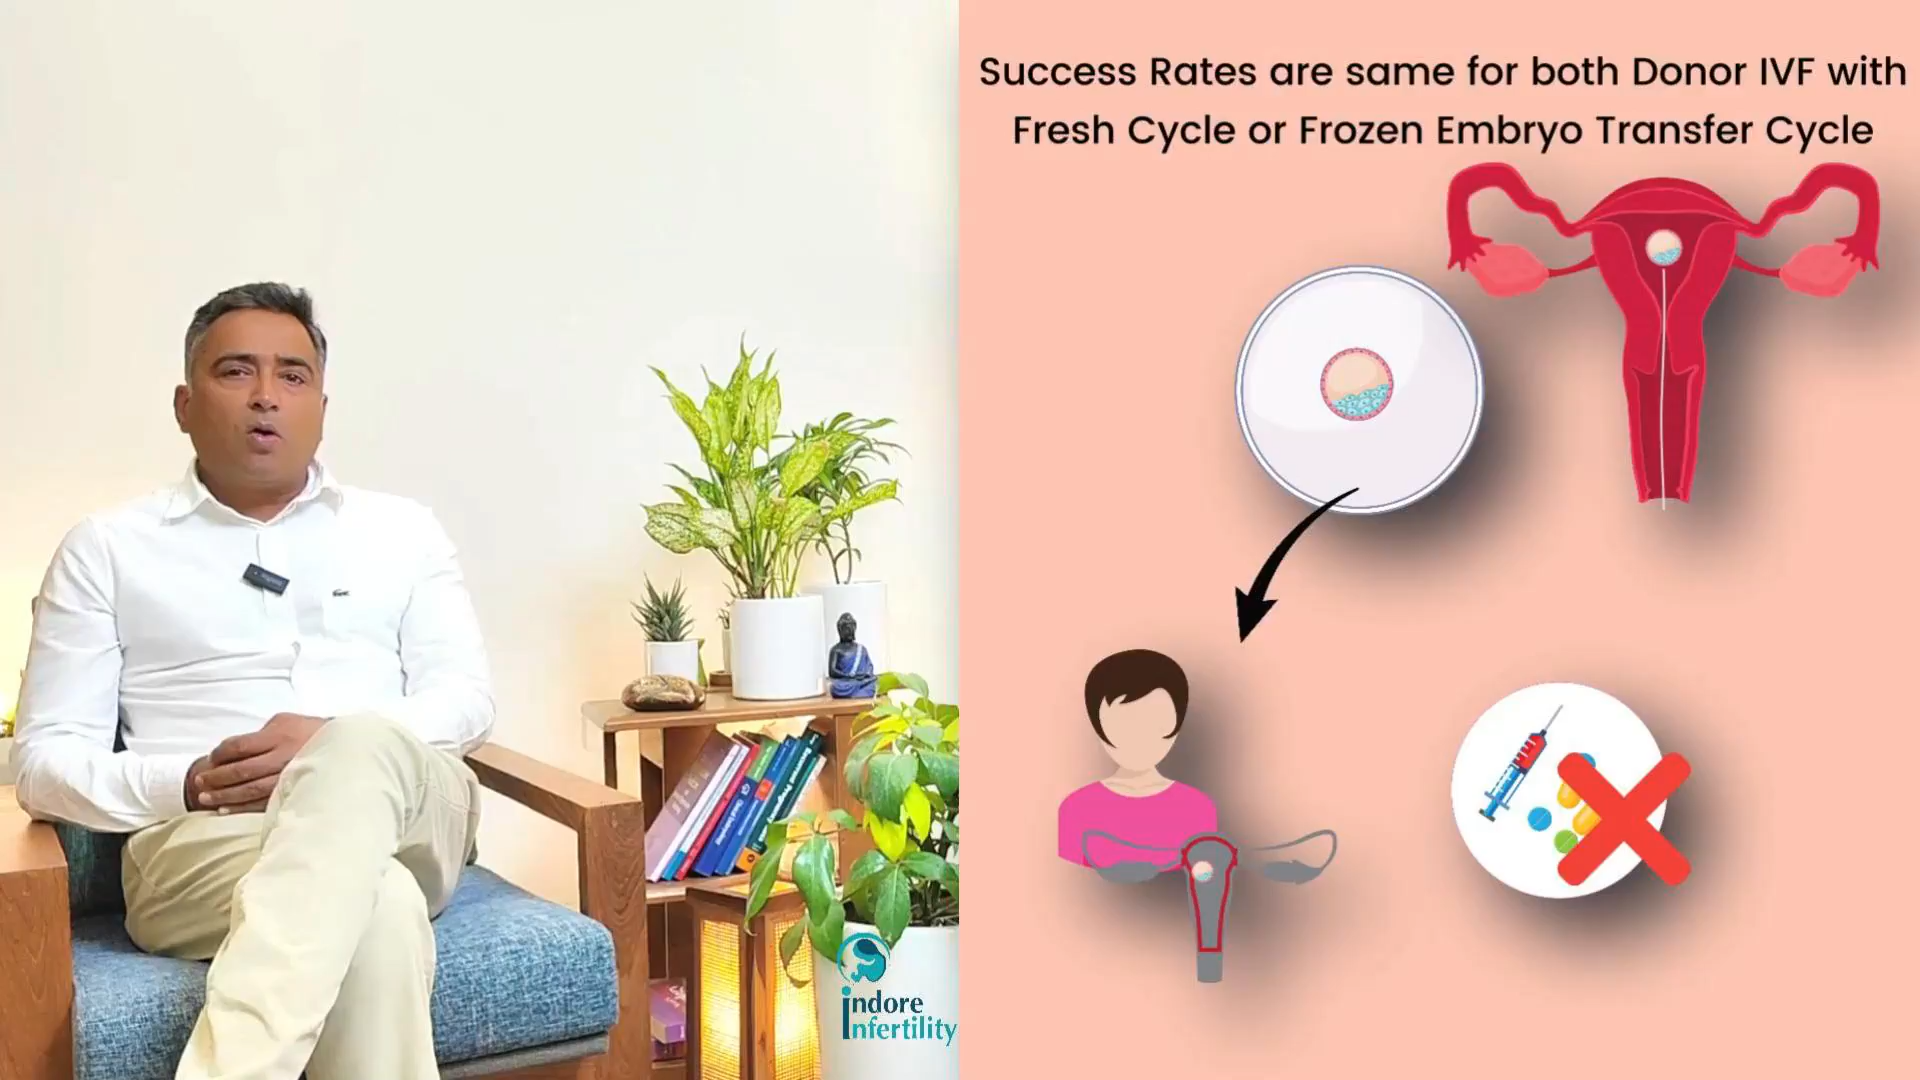 Success Rates are same for both Donor IVF with
Fresh Cycle or Frozen Embryo Transfer Cycle
indore
infertility